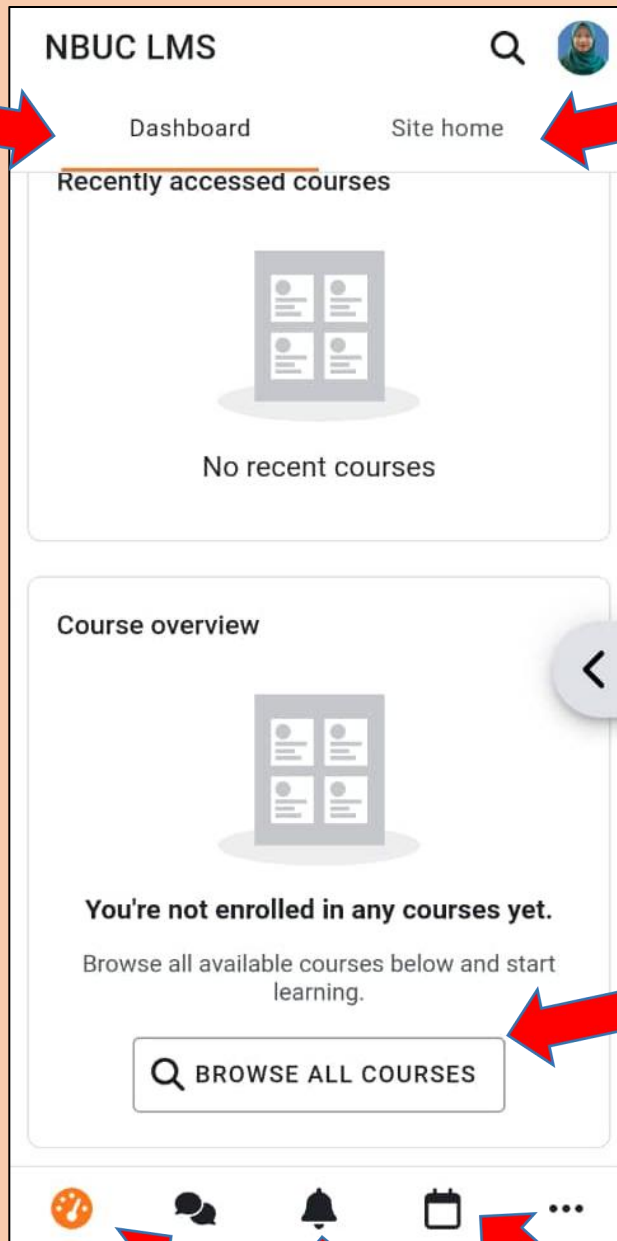 NBUC LMS
Dashboard
Site home
Recently accessed courses
No recent courses
Course overview
You're not enrolled in any courses yet.
Browse all available courses below and start
learning.
BROWSE ALL COURSES